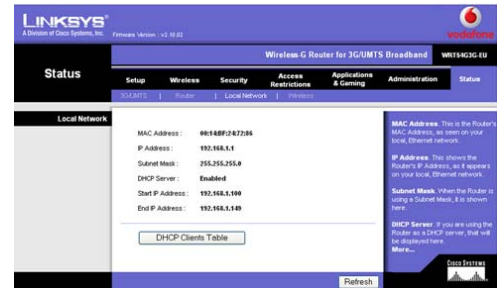 LINKSYS®
A Division of Cisco Systems, Inc.
Firmware Version : v2.10.02
vodafone
Wireless-G Router for 3G/UMTS Broadband
WRT54G3G-EU
Status
Setup
Wireless
Security
Access Restrictions
Applications & Gaming
Administration
Status
3G/UMTS | Router | Local Network | Wireless
Local Network
MAC Address : 00:14:BF:24:72:86
IP Address : 192.168.1.1
Subnet Mask : 255.255.255.0
DHCP Server : Enabled
Start IP Address : 192.168.1.100
End IP Address : 192.168.1.149
DHCP Clients Table
MAC Address. This is the Router's
MAC Address, as seen on your
local, Ethernet network.
IP Address. This shows the
Router's IP Address, as it appears
on your local, Ethernet network.
Subnet Mask. When the Router is
using a Subnet Mask, it is shown
here.
DHCP Server. If you are using the
Router as a DHCP server, that will
be displayed here.
More...
Refresh
CISCO SYSTEMS